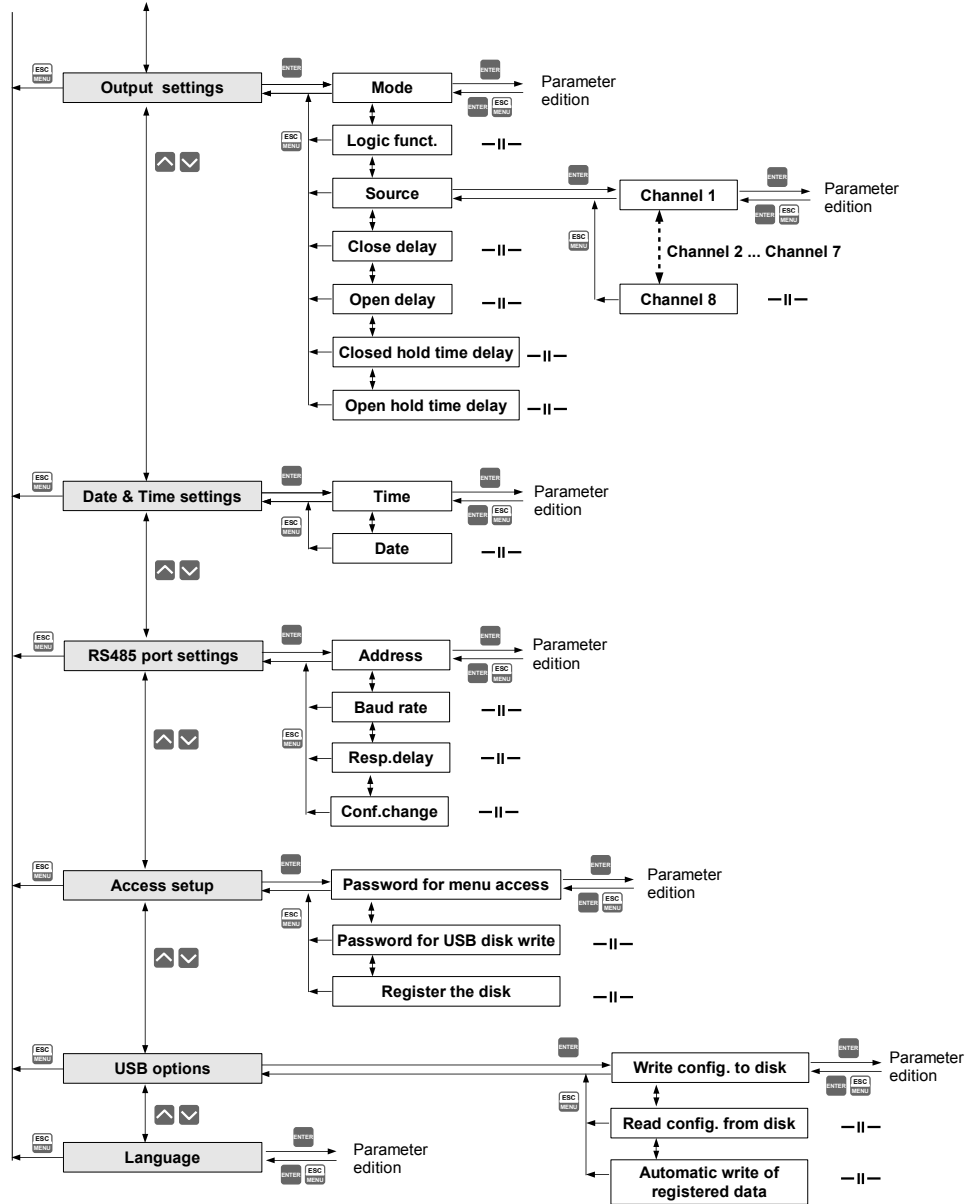 ESC
MENU
Output settings
ENTER
Mode
ENTER
ENTER
ESC
MENU
Parameter
edition
ESC
MENU
Logic funct.
—II—
Source
ENTER
Channel 1
ENTER
ENTER
ESC
MENU
Parameter
edition
ESC
MENU
Close delay
—II—
Channel 2 ... Channel 7
Open delay
—II—
Channel 8
—II—
Closed hold time delay
—II—
Open hold time delay
—II—
ESC
MENU
Date & Time settings
ENTER
Time
ENTER
ENTER
ESC
MENU
Parameter
edition
ESC
MENU
Date
—II—
ESC
MENU
RS485 port settings
ENTER
Address
ENTER
ENTER
ESC
MENU
Parameter
edition
Baud rate
—II—
ESC
MENU
Resp.delay
—II—
Conf.change
—II—
ESC
MENU
Access setup
ENTER
Password for menu access
ENTER
ENTER
ESC
MENU
Parameter
edition
ESC
MENU
Password for USB disk write
—II—
Register the disk
—II—
ESC
MENU
USB options
ENTER
Write config. to disk
ENTER
ENTER
ESC
MENU
Parameter
edition
ESC
MENU
Read config. from disk
—II—
Automatic write of
registered data
—II—
ESC
MENU
Language
ENTER
ENTER
ESC
MENU
Parameter
edition